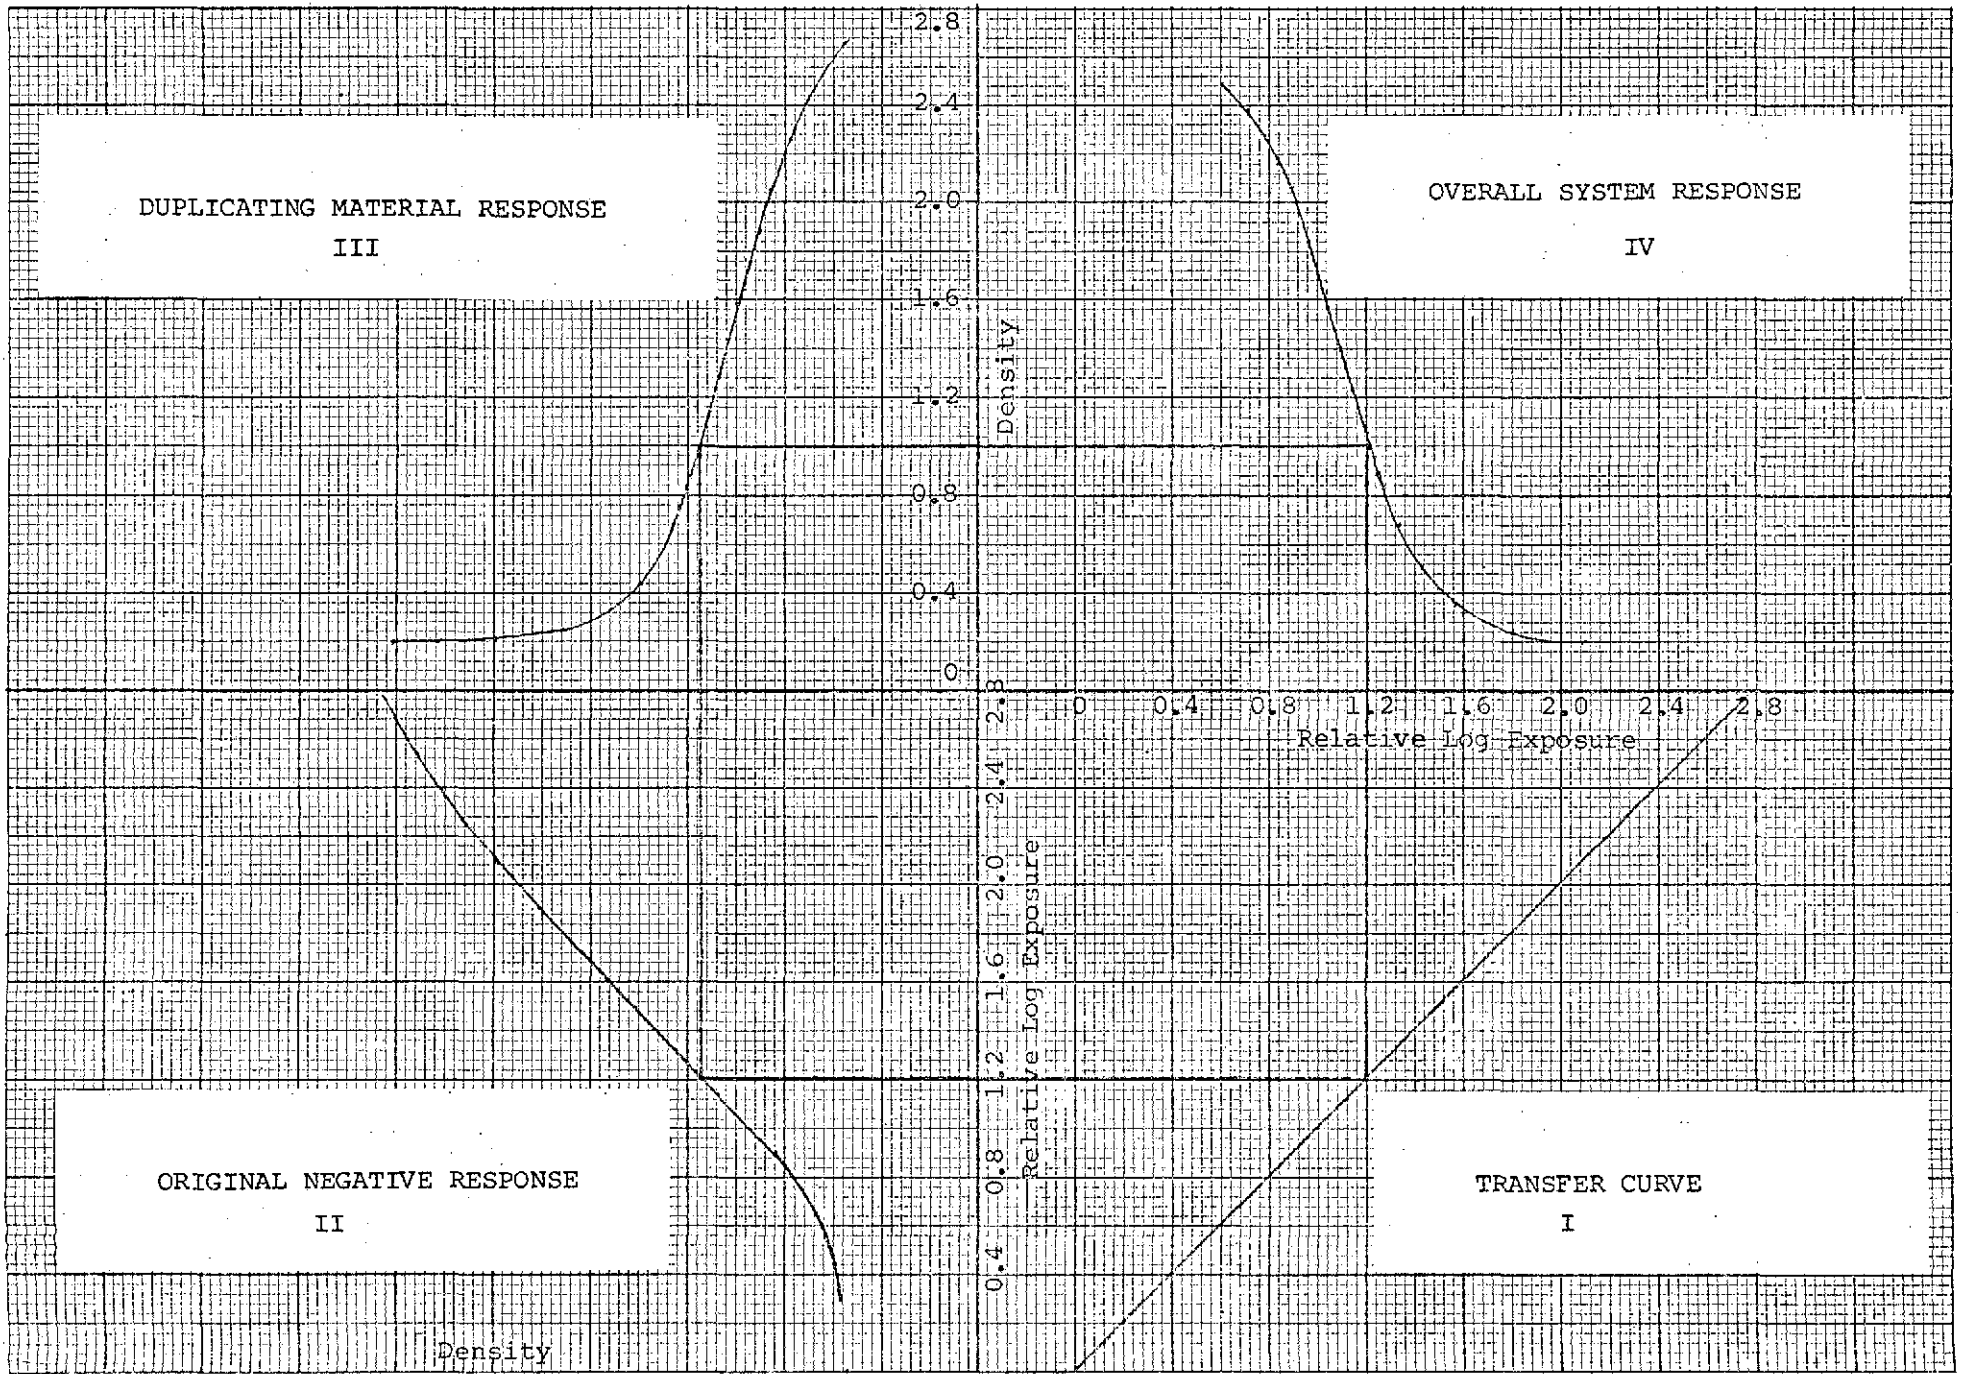 DUPLICATING MATERIAL RESPONSE
III
2.8
2.4
2.0
1.6
1.2
0.8
0.4
0
Density
OVERALL SYSTEM RESPONSE
IV
0 0.4 0.8 1.2 1.6 2.0 2.4 2.8
Relative Log Exposure
ORIGINAL NEGATIVE RESPONSE
II
Density
2.8
2.4
2.0
1.6
1.2
0.8
0.4
Relative Log Exposure
TRANSFER CURVE
I